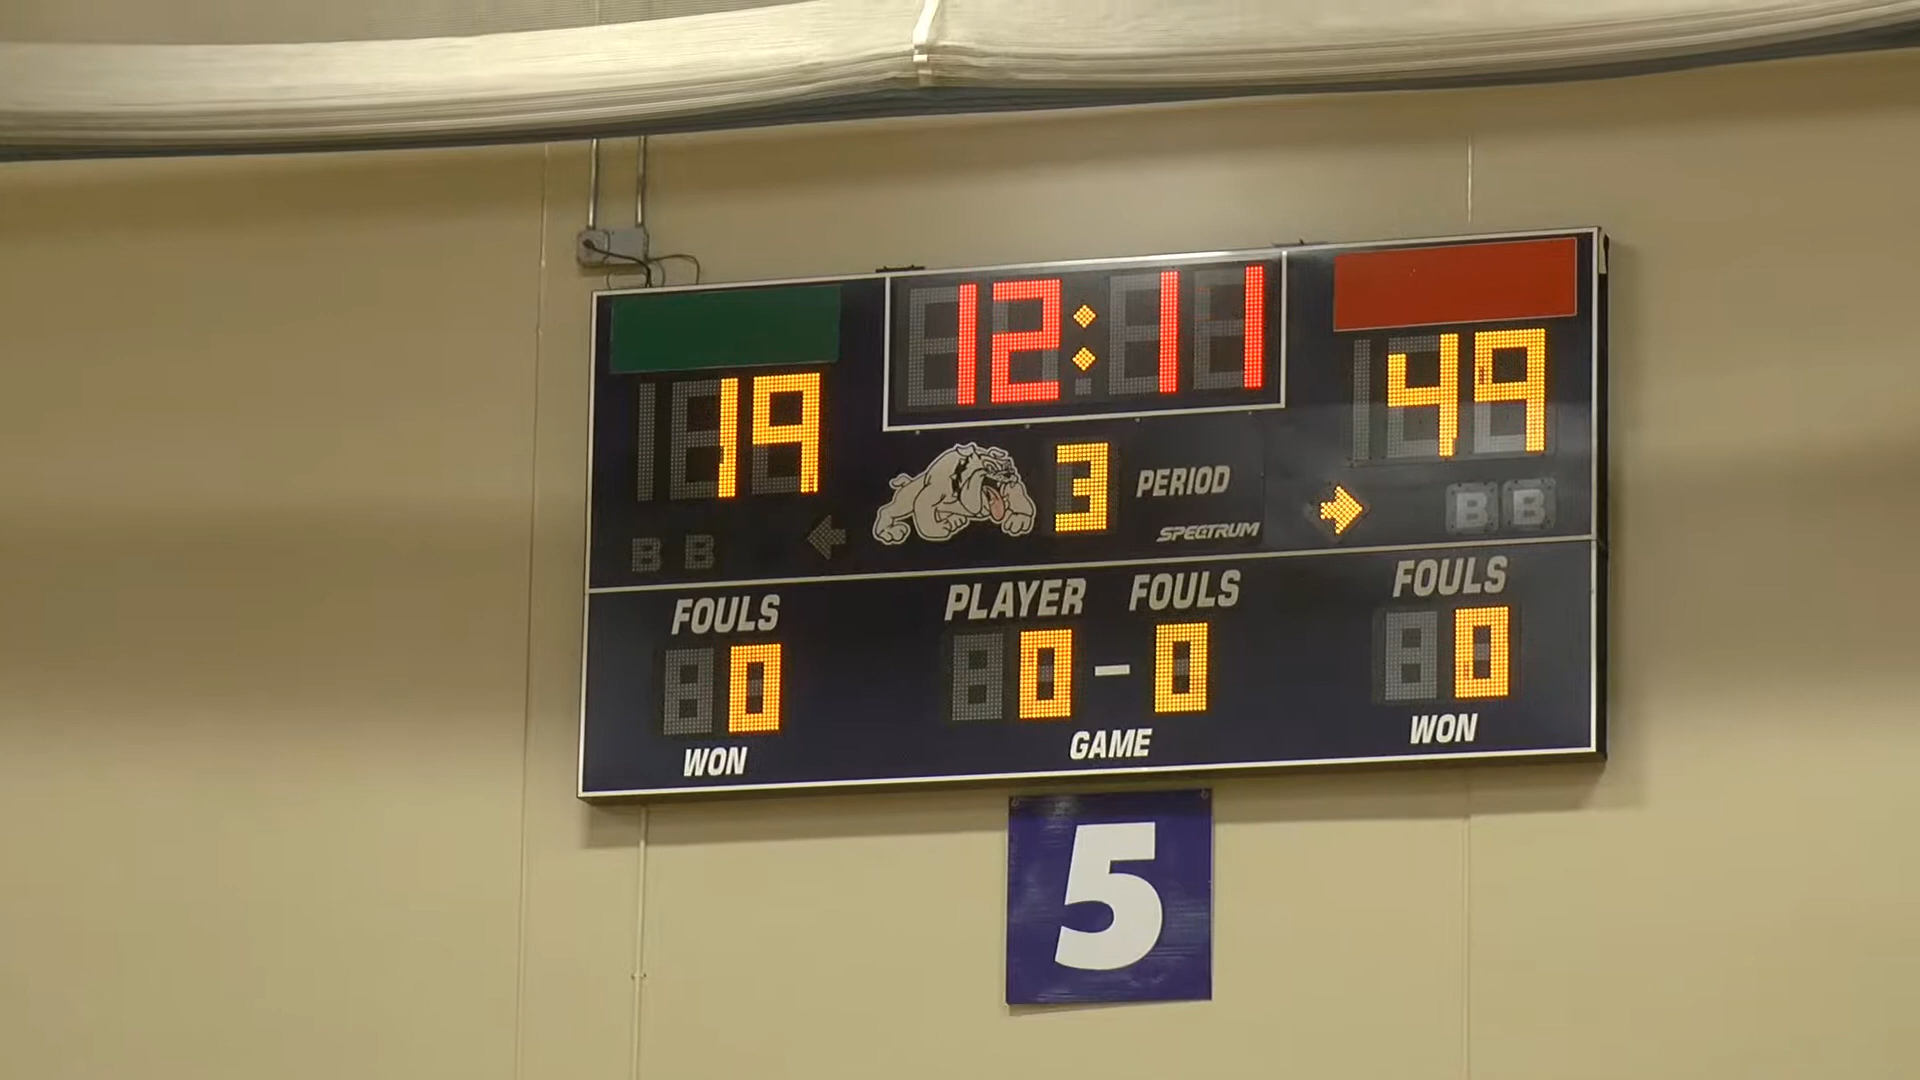 12:11
19
49
3 PERIOD
SPECTRUM
B B
B B
FOULS
PLAYER FOULS
FOULS
0
0 - 0
0
WON
GAME
WON
5